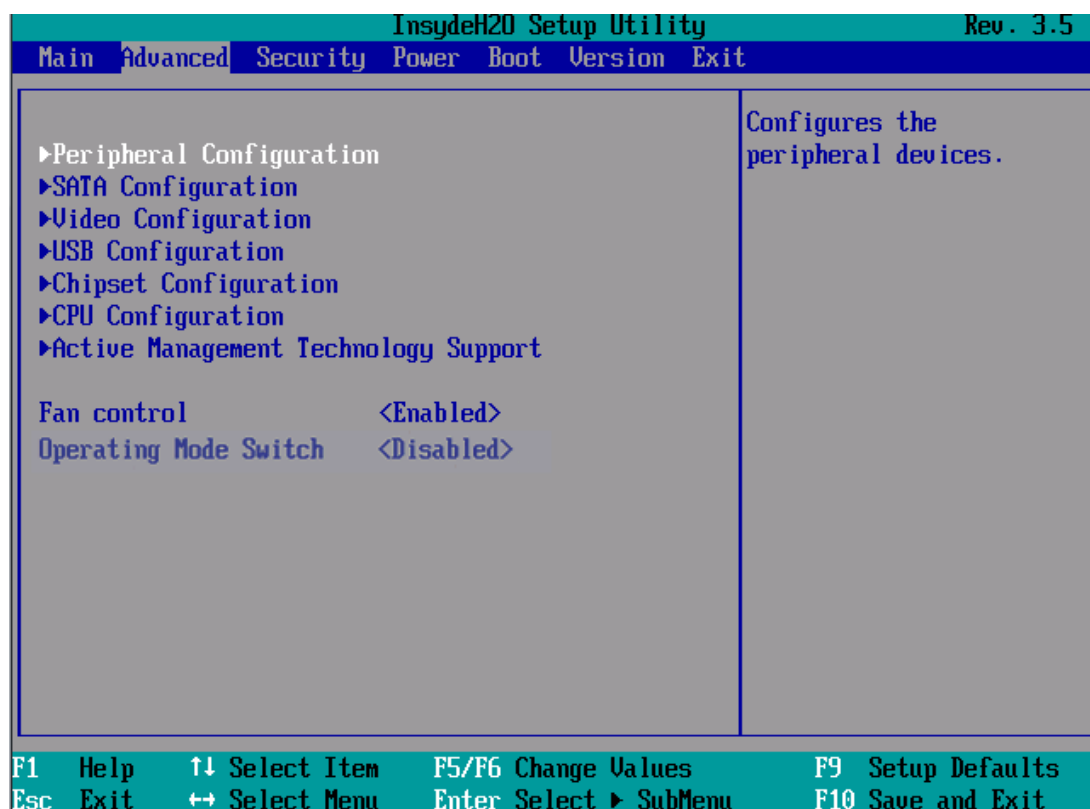 InsydeH2O Setup Utility Rev. 3.5
Main Advanced Security Power Boot Version Exit
Configures the
peripheral devices.
▶Peripheral Configuration
▶SATA Configuration
▶Video Configuration
▶USB Configuration
▶Chipset Configuration
▶CPU Configuration
▶Active Management Technology Support
Fan control <Enabled>
Operating Mode Switch <Disabled>
F1 Help ↑↓ Select Item F5/F6 Change Values F9 Setup Defaults
Esc Exit ↔ Select Menu Enter Select ▶ SubMenu F10 Save and Exit